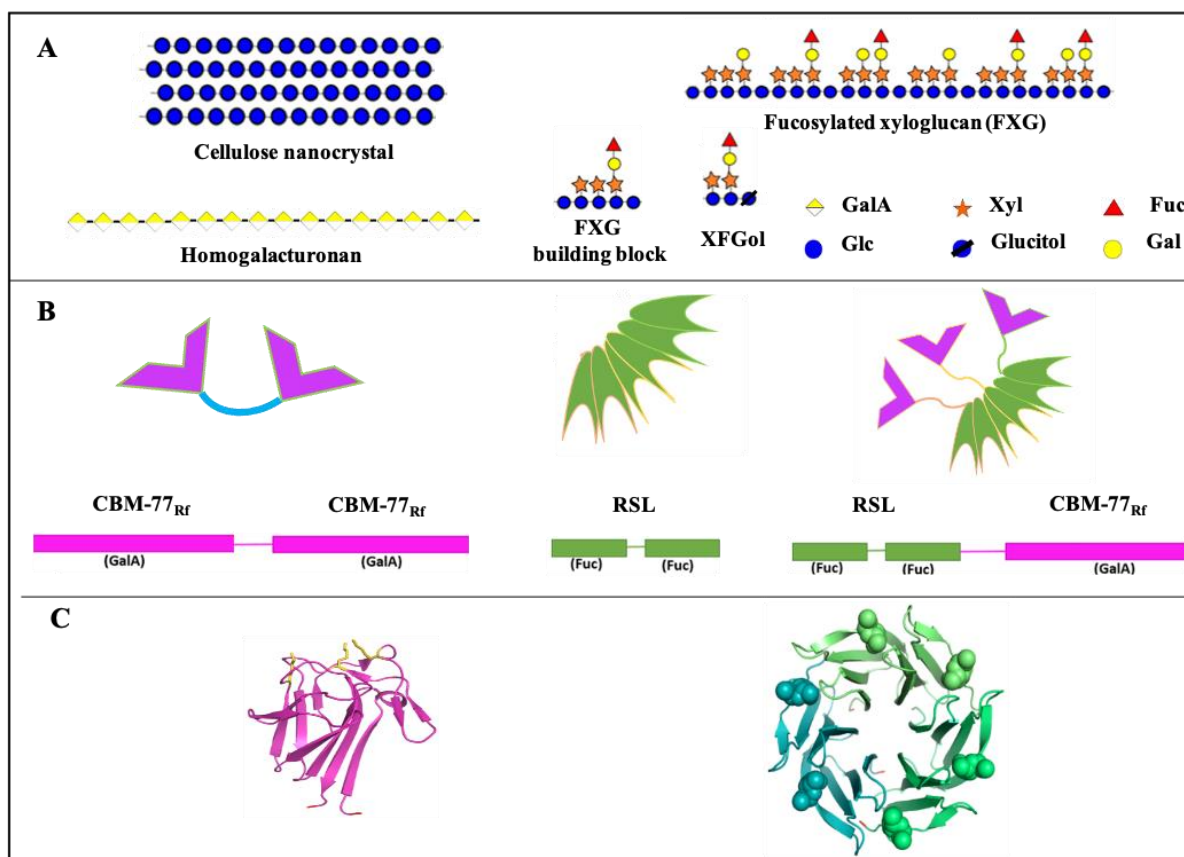 A
Cellulose nanocrystal
Fucosylated xyloglucan (FXG)
Homogalacturonan
FXG
building block
XFGol
GalA
Xyl
Fuc
Glc
Glucitol
Gal
B
CBM-77Rf
CBM-77Rf
RSL
RSL
CBM-77Rf
(GalA)
(GalA)
(Fuc)
(Fuc)
(Fuc)
(Fuc)
(GalA)
C